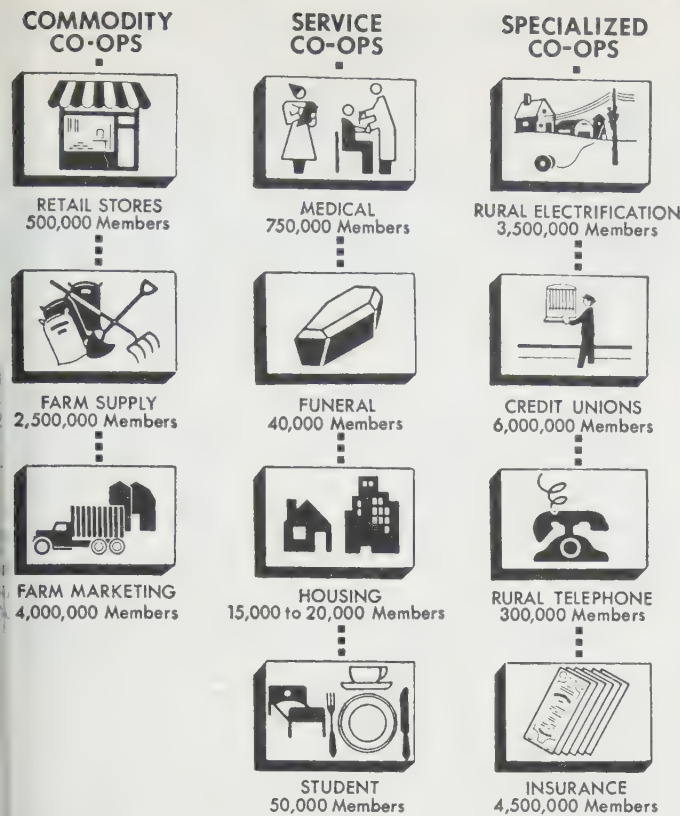 COMMODITY
CO-OPS
RETAIL STORES
500,000 Members
FARM SUPPLY
2,500,000 Members
FARM MARKETING
4,000,000 Members
SERVICE
CO-OPS
MEDICAL
750,000 Members
FUNERAL
40,000 Members
HOUSING
15,000 to 20,000 Members
STUDENT
50,000 Members
SPECIALIZED
CO-OPS
RURAL ELECTRIFICATION
3,500,000 Members
CREDIT UNIONS
6,000,000 Members
RURAL TELEPHONE
300,000 Members
INSURANCE
4,500,000 Members